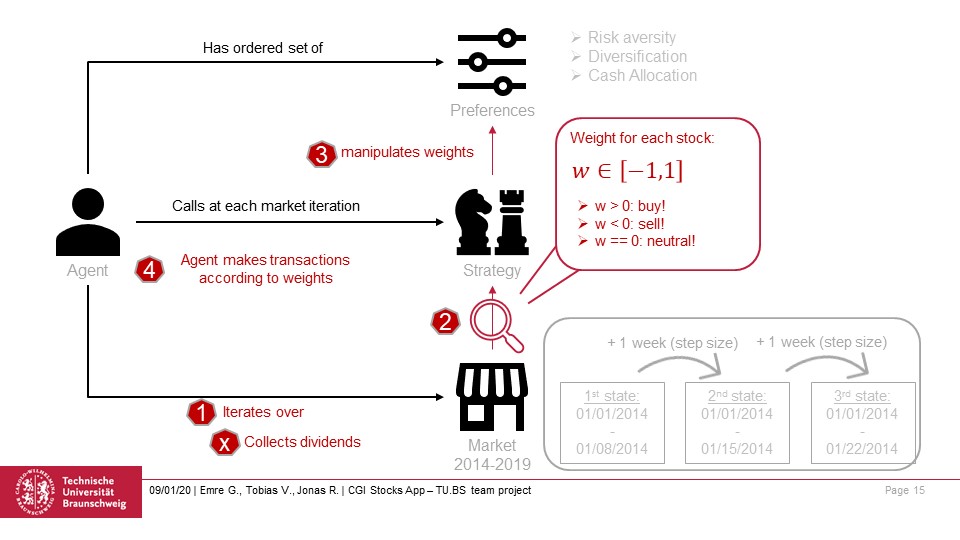 Has ordered set of
➢ Risk aversity
➢ Diversification
➢ Cash Allocation
Preferences
3 manipulates weights
Weight for each stock:
w ∈ [−1,1]
➢ w > 0: buy!
➢ w < 0: sell!
➢ w == 0: neutral!
Calls at each market iteration
Agent
4 Agent makes transactions
according to weights
Strategy
2
+ 1 week (step size)
+ 1 week (step size)
1st state:
01/01/2014
-
01/08/2014
2nd state:
01/01/2014
-
01/15/2014
3rd state:
01/01/2014
-
01/22/2014
1 Iterates over
x Collects dividends
Market
2014-2019
Technische
Universität
Braunschweig
09/01/20 | Emre G., Tobias V., Jonas R. | CGI Stocks App – TU.BS team project
Page 15